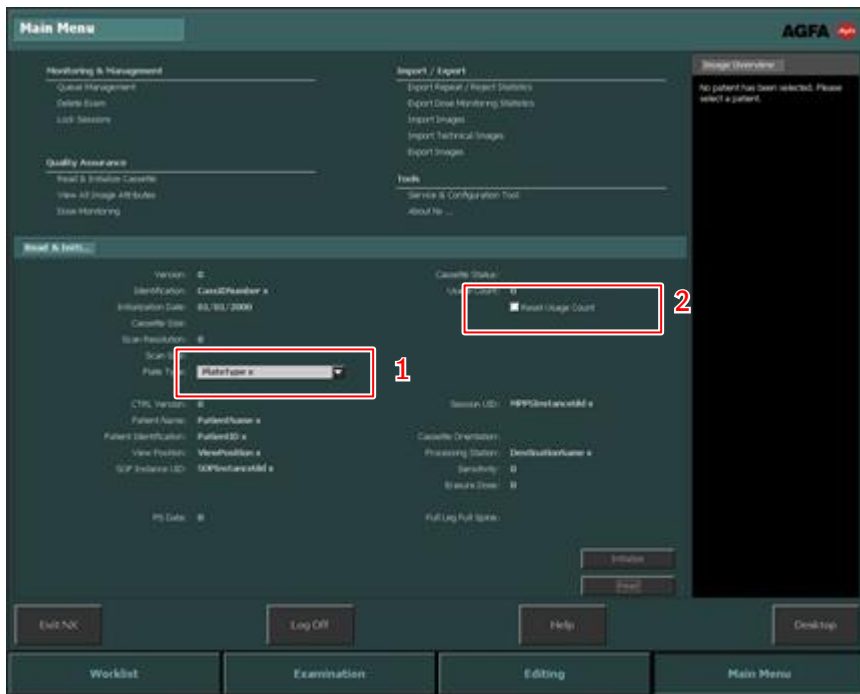 Main Menu
AGFA
Monitoring & Management
Queue Management
Delete Exam
Lock Sessions
Quality Assurance
Read & Initialize Cassette
View All Image Attributes
Dose Monitoring
Import / Export
Export Repeat / Reject Statistics
Export Dose Monitoring Statistics
Import Images
Import Technical Images
Export Images
Tools
Service & Configuration Tool
About Nx ...
Image Overview
No patient has been selected. Please
select a patient.
Read & Initi...
Version: 0
Identification: CassIDNumber x
Initialization Date: 01/01/2000
Cassette Size:
Scan Resolution: 0
Scan
Plate Type: PlateType x
1
CTRL Version: 0
Patient Name: PatientName x
Patient Identification: PatientID x
View Position: ViewPosition x
SOP Instance UID: SOPInstanceUid x
PS Date: 0
Cassette Status:
Usage Count: 0
Reset Usage Count
2
Session UID: MPPSInstanceUid x
Cassette Orientation:
Processing Station: DestinationName x
Sensitivity: 0
Erasure Dose: 0
Full Leg Full Spine:
Initialize
Read
Exit NX
Log Off
Help
Desktop
Worklist
Examination
Editing
Main Menu